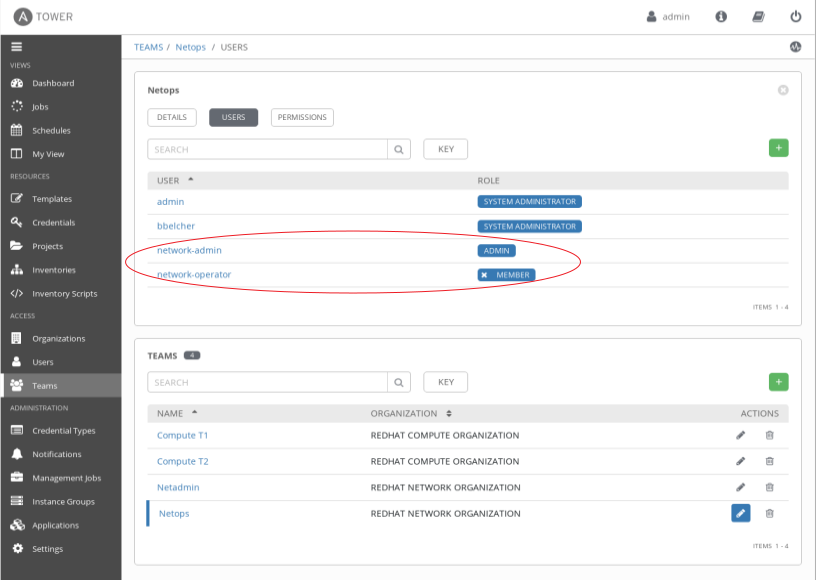 A TOWER
admin
VIEWS
Dashboard
Jobs
Schedules
My View
RESOURCES
Templates
Credentials
Projects
Inventories
</> Inventory Scripts
ACCESS
Organizations
Users
Teams
ADMINISTRATION
Credential Types
Notifications
Management Jobs
Instance Groups
Applications
Settings
TEAMS / Netops / USERS
Netops
DETAILS USERS PERMISSIONS
SEARCH KEY +
USER ROLE
admin SYSTEM ADMINISTRATOR
bbelcher SYSTEM ADMINISTRATOR
network-admin ADMIN
network-operator ✖ MEMBER
ITEMS 1 - 4
TEAMS 4
SEARCH KEY +
NAME ORGANIZATION ACTIONS
Compute T1 REDHAT COMPUTE ORGANIZATION
Compute T2 REDHAT COMPUTE ORGANIZATION
Netadmin REDHAT NETWORK ORGANIZATION
Netops REDHAT NETWORK ORGANIZATION
ITEMS 1 - 4